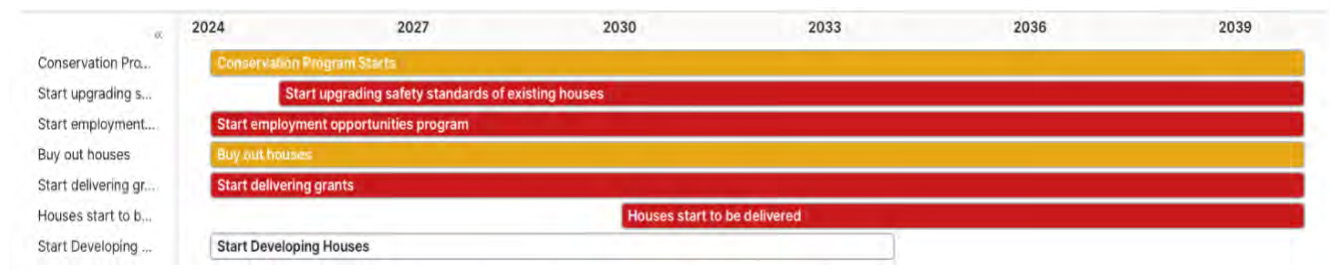 2024 2027 2030 2033 2036 2039
«
Conservation Pro... Conservation Program Starts
Start upgrading s... Start upgrading safety standards of existing houses
Start employment... Start employment opportunities program
Buy out houses Buy out houses
Start delivering gr... Start delivering grants
Houses start to b... Houses start to be delivered
Start Developing ... Start Developing Houses